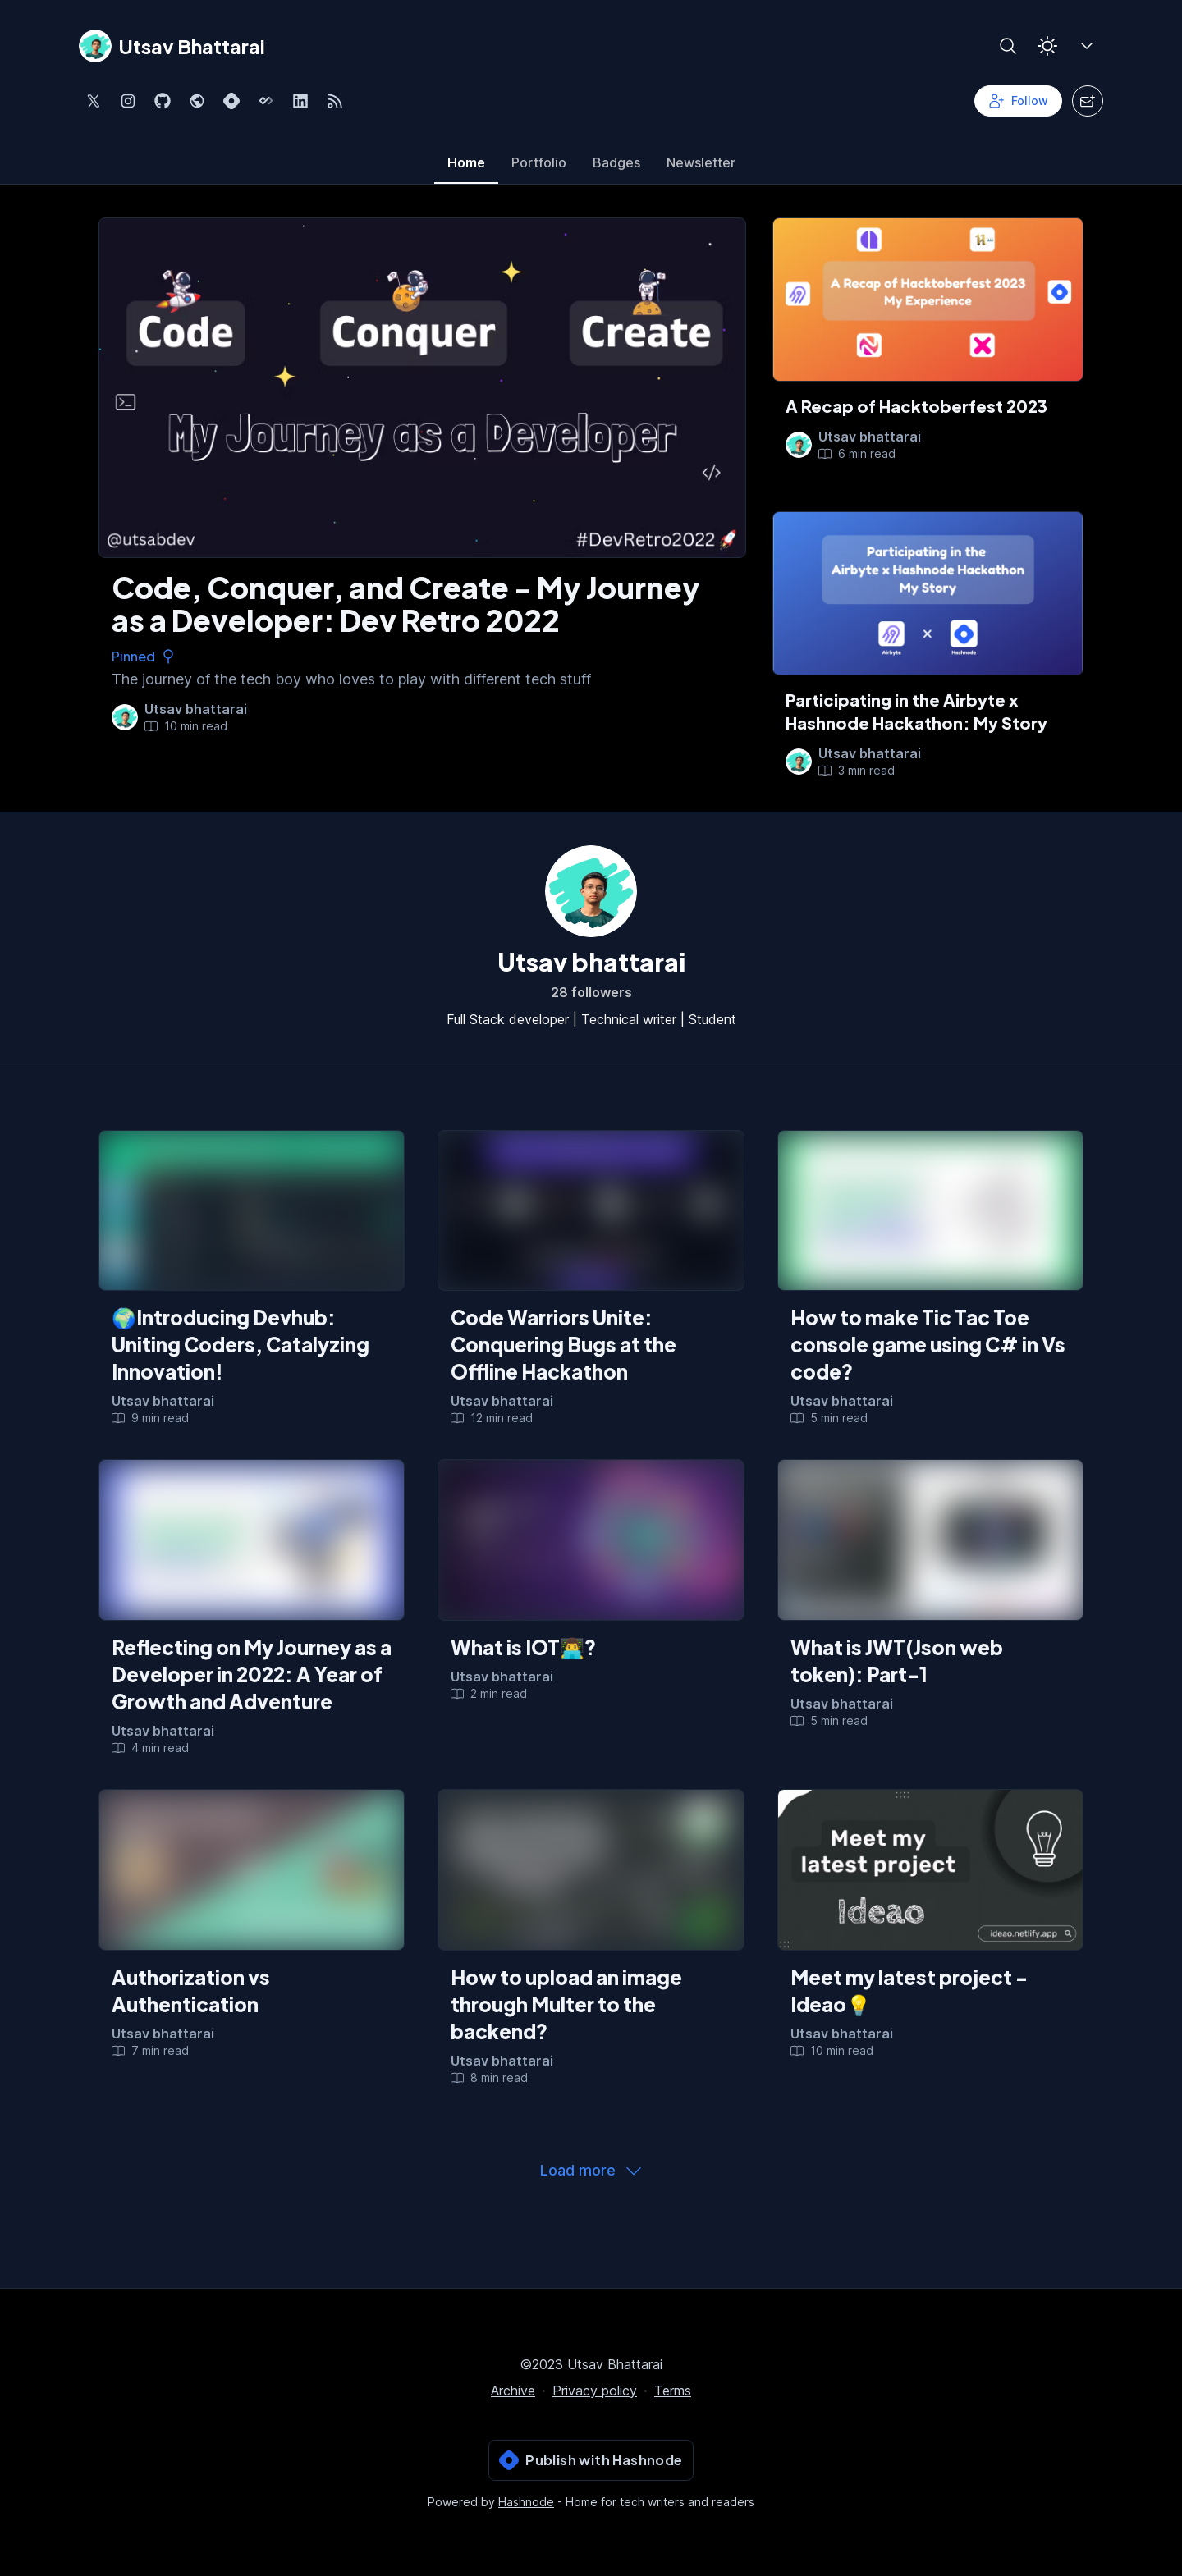 Utsav Bhattarai
Follow
Home
Portfolio
Badges
Newsletter
Code
Conquer
Create
My Journey as a Developer
@utsabdev
#DevRetro2022🚀
Code, Conquer, and Create - My Journey
as a Developer: Dev Retro 2022
Pinned
The journey of the tech boy who loves to play with different tech stuff
Utsav bhattarai
10 min read
A Recap of Hacktoberfest 2023
My Experience
A Recap of Hacktoberfest 2023
Utsav bhattarai
6 min read
Participating in the
Airbyte x Hashnode Hackathon
My Story
Airbyte
Hashnode
Participating in the Airbyte x
Hashnode Hackathon: My Story
Utsav bhattarai
3 min read
Utsav bhattarai
28 followers
Full Stack developer | Technical writer | Student
🌍Introducing Devhub:
Uniting Coders, Catalyzing
Innovation!
Utsav bhattarai
9 min read
Code Warriors Unite:
Conquering Bugs at the
Offline Hackathon
Utsav bhattarai
12 min read
How to make Tic Tac Toe
console game using C# in Vs
code?
Utsav bhattarai
5 min read
Reflecting on My Journey as a
Developer in 2022: A Year of
Growth and Adventure
Utsav bhattarai
4 min read
What is IOT👨‍💻?
Utsav bhattarai
2 min read
What is JWT(Json web
token): Part-1
Utsav bhattarai
5 min read
Authorization vs
Authentication
Utsav bhattarai
7 min read
How to upload an image
through Multer to the
backend?
Utsav bhattarai
8 min read
Meet my
latest project
Ideao
ideao.netlify.app
Meet my latest project -
Ideao💡
Utsav bhattarai
10 min read
Load more
©2023 Utsav Bhattarai
Archive · Privacy policy · Terms
Publish with Hashnode
Powered by Hashnode - Home for tech writers and readers